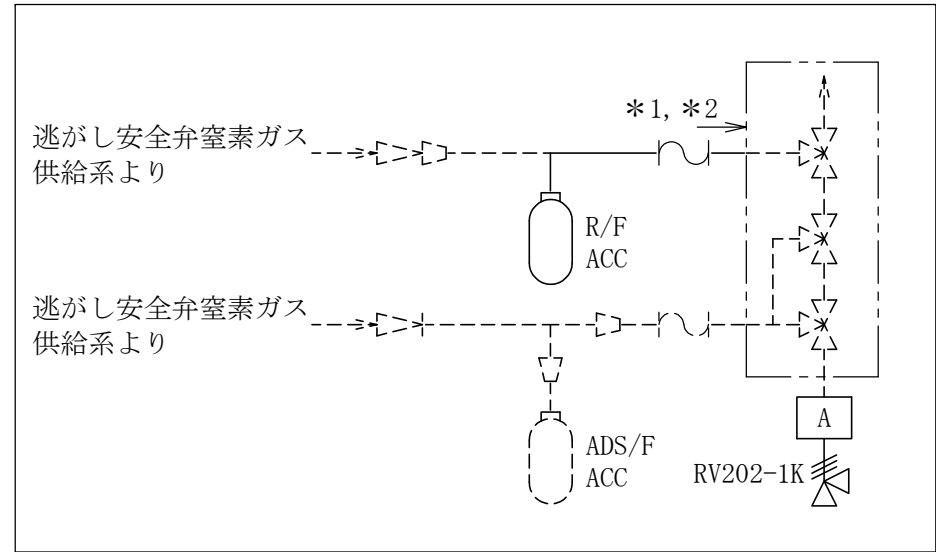 *1, *2
逃がし安全弁窒素ガス
供給系より
R/F
ACC
逃がし安全弁窒素ガス
供給系より
A
ADS/F
ACC
RV202-1K